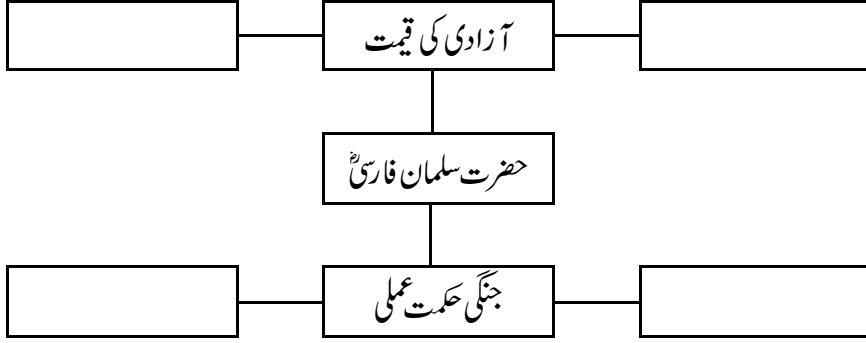 آزادی کی قیمت
حضرت سلمان فارسیؓ
جنگی حکمت عملی